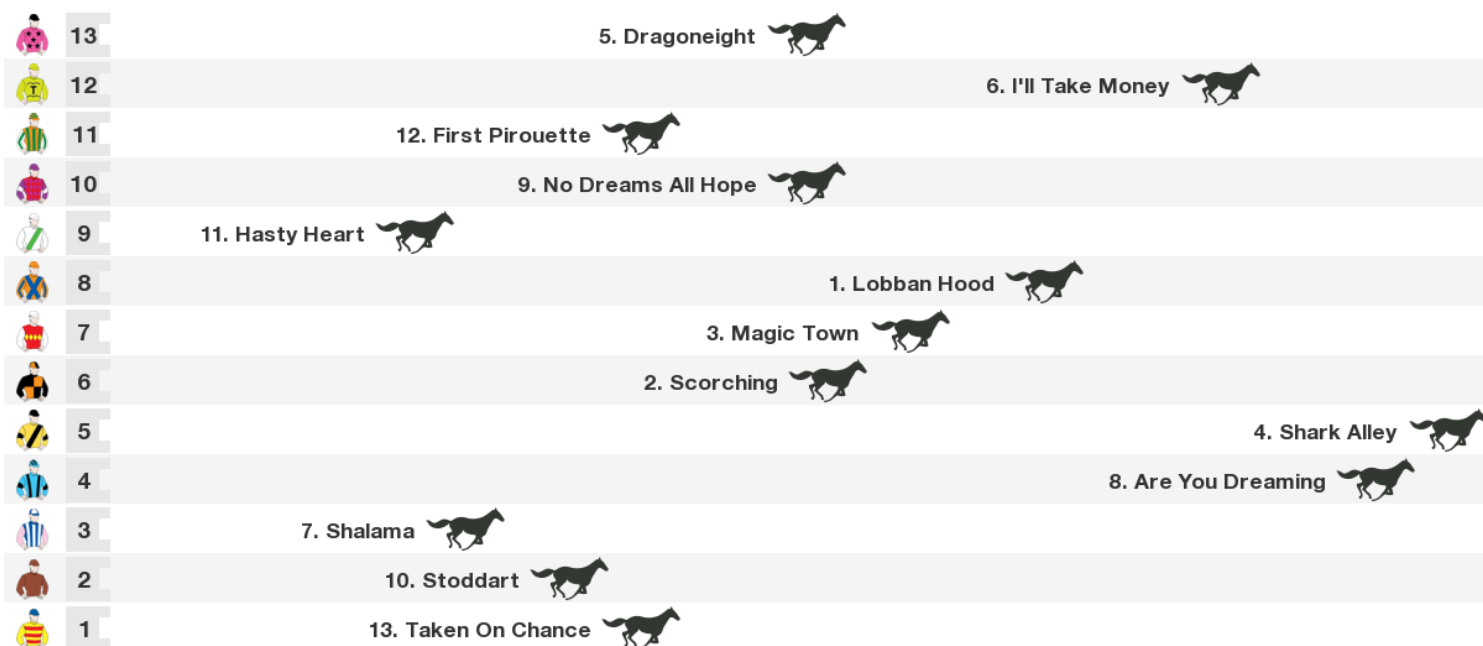 13 5. Dragoneight
12 6. I'll Take Money
T
11 12. First Pirouette
10 9. No Dreams All Hope
9 11. Hasty Heart
8 1. Lobban Hood
7 3. Magic Town
6 2. Scorching
5 4. Shark Alley
4 8. Are You Dreaming
3 7. Shalama
2 10. Stoddart
1 13. Taken On Chance